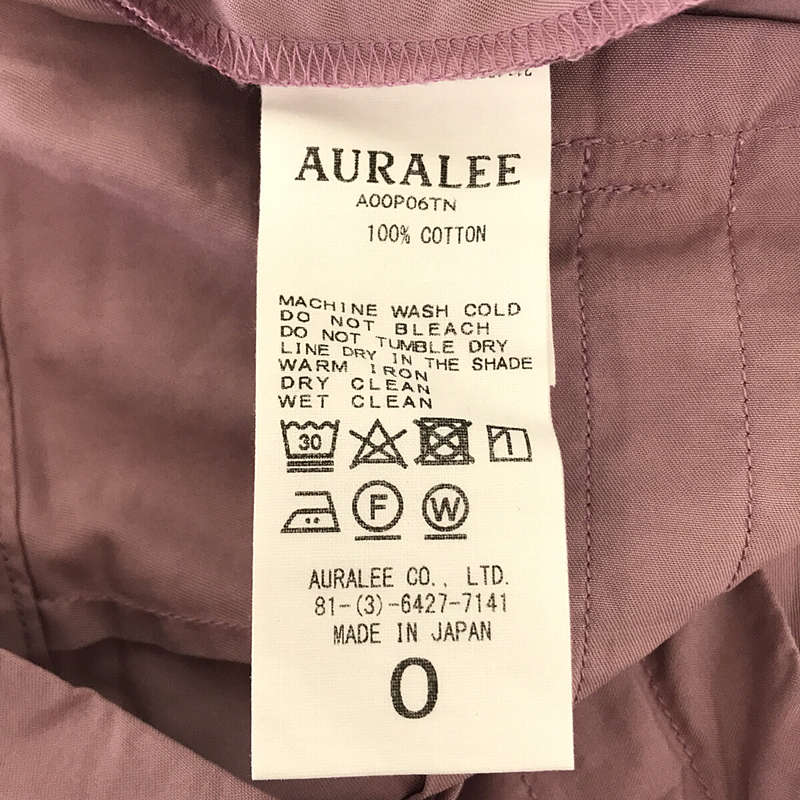 AURALEE
A00P06TN
100% COTTON
MACHINE WASH COLD
DO NOT BLEACH
DO NOT TUMBLE DRY
LINE DRY IN THE SHADE
WARM IRON
DRY CLEAN
WET CLEAN
30
F W
AURALEE CO., LTD.
81-(3)-6427-7141
MADE IN JAPAN
0